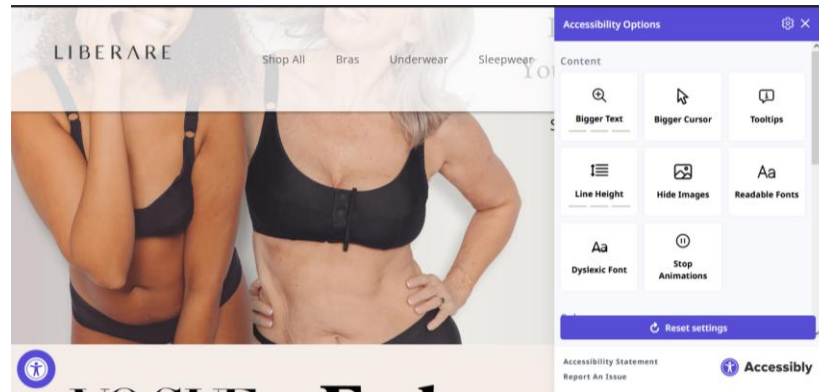 LIBERARE
Shop All Bras Underwear Sleepwear
Accessibility Options
Content
Bigger Text Bigger Cursor Tooltips
Line Height Hide Images Aa Readable Fonts
Aa Dyslexic Font Stop Animations
Reset settings
Accessibility Statement
Report An Issue
Accessibly